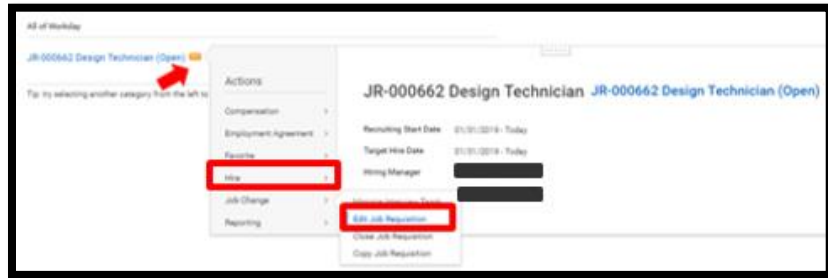 All of Workday
JR-000662 Design Technician (Open)
Tip: try selecting another category from the left to
Actions
Compensation
Employment Agreement
Favorite
Hire
Job Change
Reporting
JR-000662 Design Technician JR-000662 Design Technician (Open)
Recruiting Start Date 01/31/2019 - Today
Target Hire Date 01/31/2019 - Today
Hiring Manager
Edit Job Requisition
Close Job Requisition
Copy Job Requisition